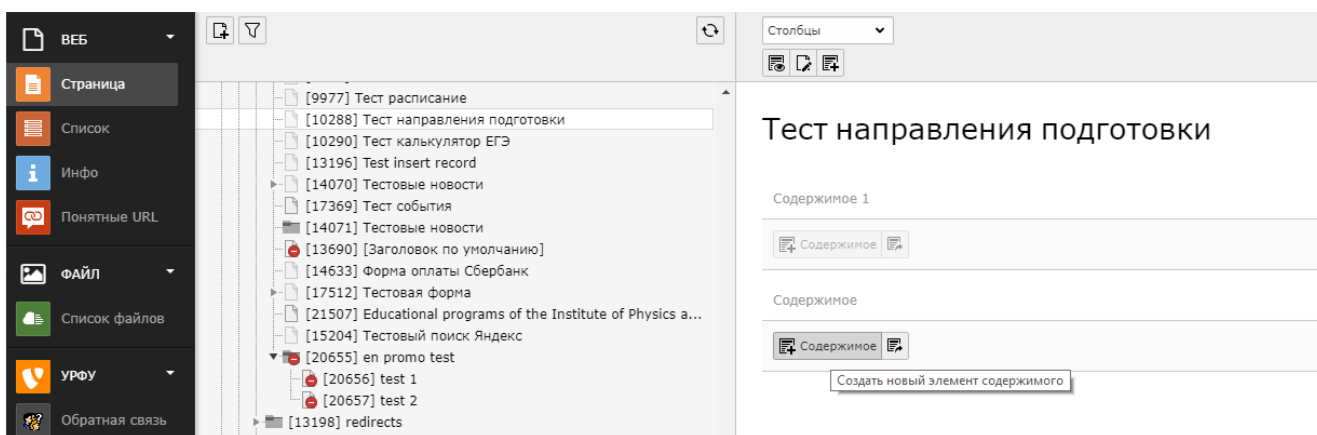 ВЕБ
Страница
Список
Инфо
Понятные URL
ФАЙЛ
Список файлов
УРФУ
Обратная связь
[9977] Тест расписание
[10288] Тест направления подготовки
[10290] Тест калькулятор ЕГЭ
[13196] Test insert record
[14070] Тестовые новости
[17369] Тест события
[14071] Тестовые новости
[13690] [Заголовок по умолчанию]
[14633] Форма оплаты Сбербанк
[17512] Тестовая форма
[21507] Educational programs of the Institute of Physics a...
[15204] Тестовый поиск Яндекс
[20655] en promo test
[20656] test 1
[20657] test 2
[13198] redirects
Столбцы
Тест направления подготовки
Содержимое 1
Содержимое
Содержимое
Содержимое
Создать новый элемент содержимого